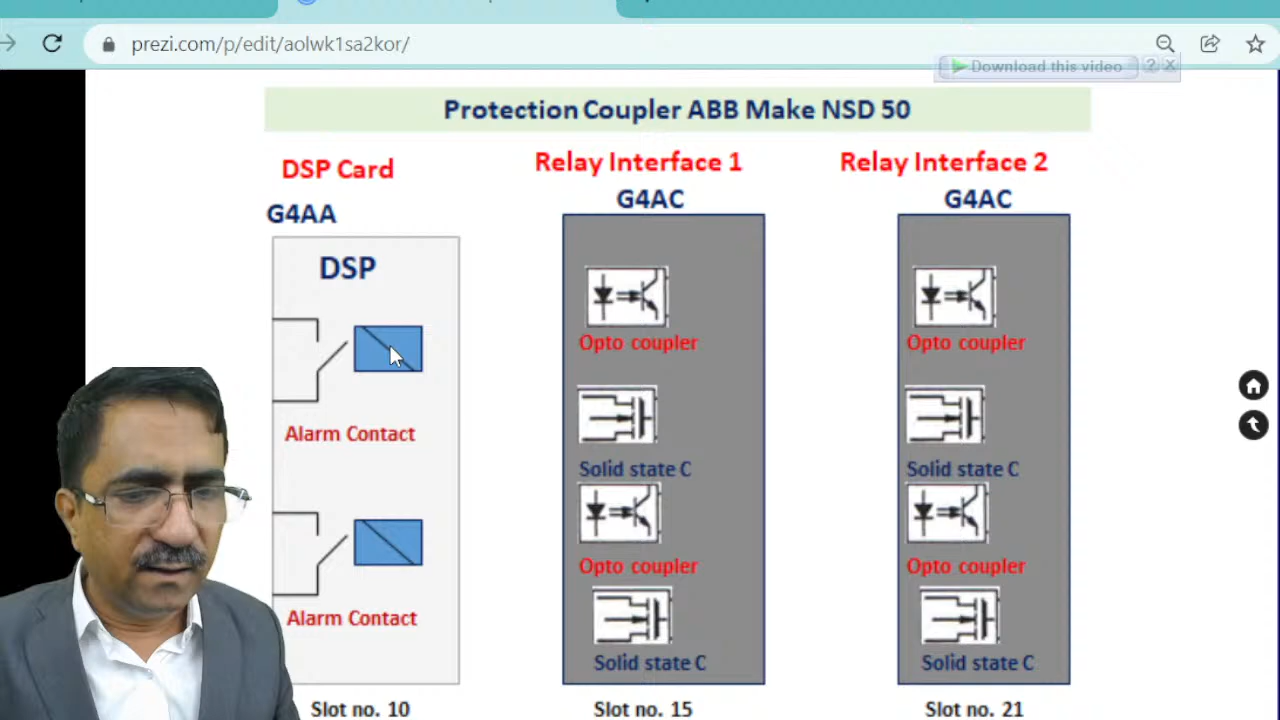 prezi.com/p/edit/aolwk1sa2kor/
Download this video ? X
Protection Coupler ABB Make NSD 50
DSP Card
G4AA
DSP
Alarm Contact
Alarm Contact
Slot no. 10
Relay Interface 1
G4AC
Opto coupler
Solid state C
Opto coupler
Solid state C
Slot no. 15
Relay Interface 2
G4AC
Opto coupler
Solid state C
Opto coupler
Solid state C
Slot no. 21